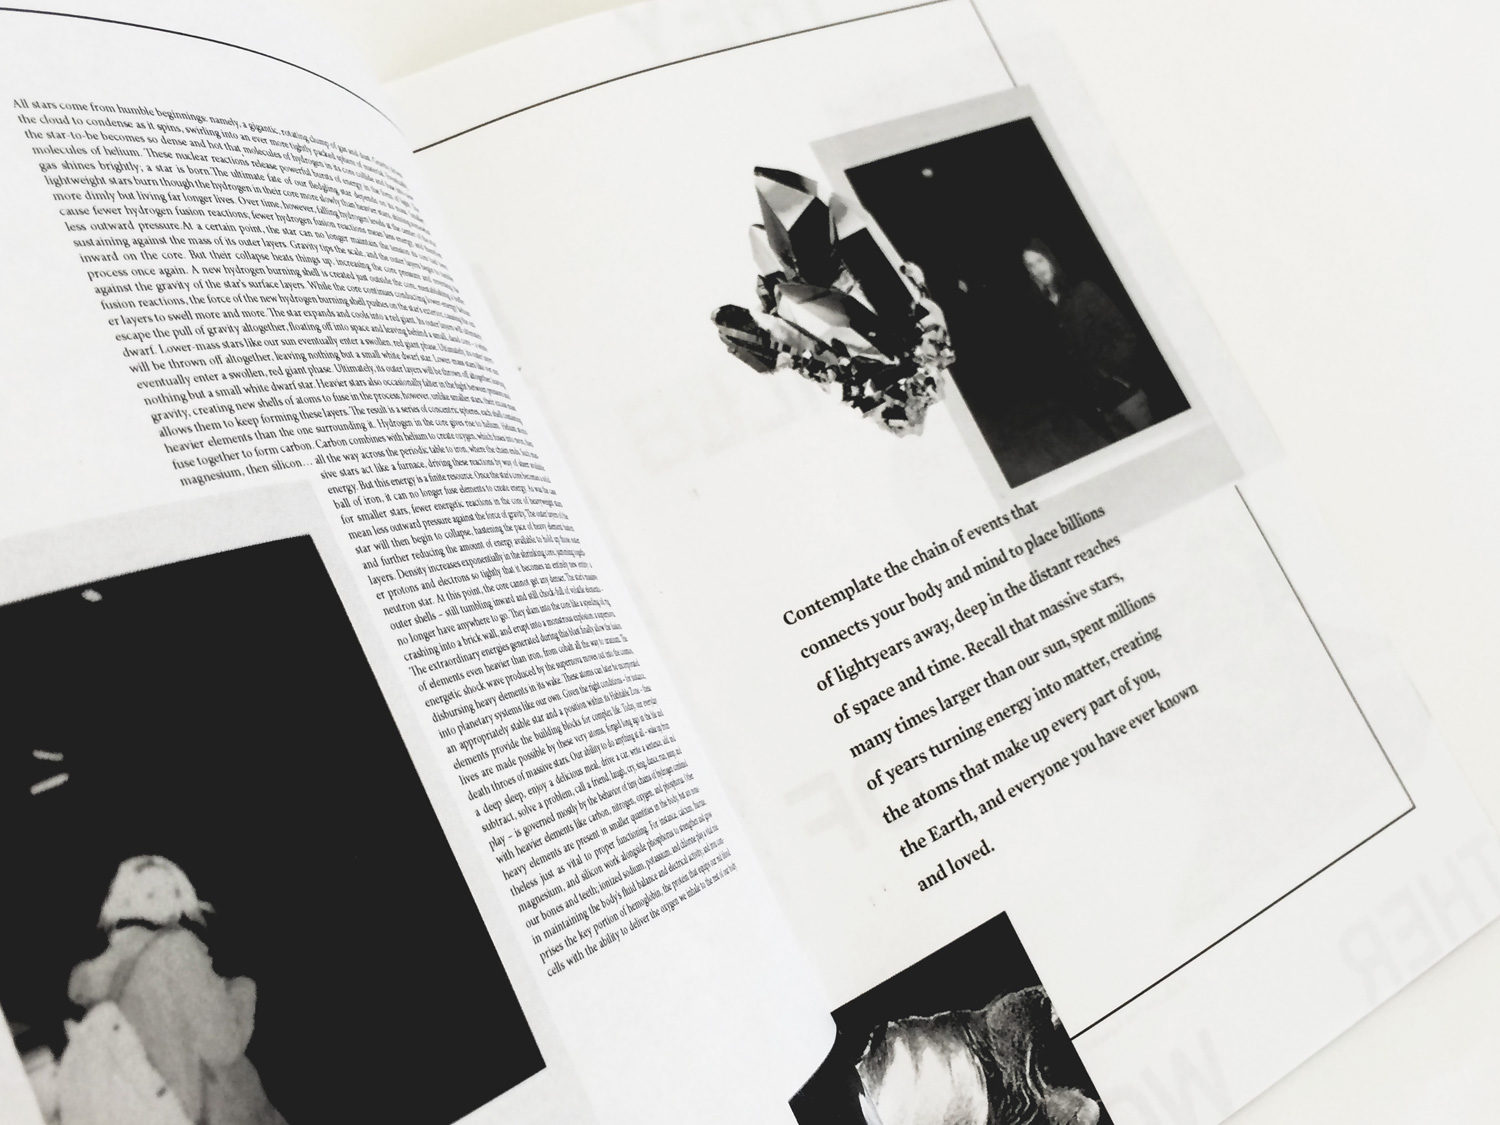 All stars come from humble beginnings: namely, a gigantic, rotating clump of gas and dust. Gravity
the cloud to condense as it spins, swirling into an ever more tightly packed sphere of material.
the star-to-be becomes so dense and hot that molecules of hydrogen in its core collide and fuse
molecules of helium. These nuclear reactions release powerful bursts of energy in the form of light.
gas shines brightly; a star is born. The ultimate fate of our fledgling star depends on its mass.
lightweight stars burn though the hydrogen in their core more slowly than heavier stars, shining
more dimly but living far longer lives. Over time, however, falling hydrogen levels at the center of the
cause fewer hydrogen fusion reactions; fewer hydrogen fusion reactions mean less energy, and
less outward pressure.At a certain point, the star can no longer maintain the tension its core
sustaining against the mass of its outer layers. Gravity tips the scale, and the outer layers begin to
inward on the core. But their collapse heats things up, increasing the core pressure and
process once again. A new hydrogen burning shell is created just outside the core,
against the gravity of the star's surface layers. While the core continues conducting
fusion reactions, the force of the new hydrogen burning shell pushes on the star's exterior, causing
er layers to swell more and more. The star expands and cools into a red giant. Its outer layers will
escape the pull of gravity altogether, floating off into space and leaving behind a small, dead core
dwarf. Lower-mass stars like our sun eventually enter a swollen, red giant phase. Ultimately, its outer
will be thrown off altogether, leaving nothing but a small white dwarf star. Lower mass stars
eventually enter a swollen, red giant phase. Ultimately, its outer layers will be thrown off altogether,
nothing but a small white dwarf star. Heavier stars also occasionally falter in the fight between
gravity, creating new shells of atoms to fuse in the process; however, unlike smaller stars, their
allows them to keep forming these layers. The result is a series of concentric spheres, each shell
heavier elements than the one surrounding it. Hydrogen in the core gives rise to helium. Helium
fuse together to form carbon. Carbon combines with helium to create oxygen, which fuses into
magnesium, then silicon… all the way across the periodic table to iron, where the chain ends.
sive stars act like a furnace, driving these reactions by way of sheer
energy. But this energy is a finite resource. Once the star's core becomes a solid
ball of iron, it can no longer fuse elements to create energy. As was the case
for smaller stars, fewer energetic reactions in the core of heavyweight stars
mean less outward pressure against the force of gravity. The outer layers of the
star will then begin to collapse, hastening the pace of heavy element fusion
and further reducing the amount of energy available to hold up those outer
layers. Density increases exponentially in the shrinking core, jamming
er protons and electrons so tightly that it becomes an entirely new
neutron star. At this point, the core cannot get any denser. The star's massive
outer shells – still tumbling inward and still chock-full of volatile
no longer have anywhere to go. They slam into the core like a speeding
crashing into a brick wall, and erupt into a monstrous explosion: a supernova.
The extraordinary energies generated during this blast finally allow the
of elements even heavier than iron, from cobalt all the way to uranium. The
energetic shock wave produced by the supernova moves out into the cosmos,
disbursing heavy elements in its wake. These atoms can later be incorporated
into planetary systems like our own. Given the right conditions – for instance,
an appropriately stable star and a position within its Habitable Zone – these
elements provide the building blocks for complex life. Today, our everyday
lives are made possible by these very atoms, forged long ago in the life and
death throes of massive stars. Our ability to do anything at all – wake up from
a deep sleep, enjoy a delicious meal, drive a car, write a sentence, add and
subtract, solve a problem, call a friend, laugh, cry, sing, dance, run, jump, and
play – is governed mostly by the behavior of tiny chains of hydrogen combined
with heavier elements like carbon, nitrogen, oxygen, and phosphorus. Other
heavy elements are present in smaller quantities in the body, but are none
theless just as vital to proper functioning. For instance, calcium, fluorine,
magnesium, and silicon work alongside phosphorus to strengthen and grow
our bones and teeth; ionized sodium, potassium, and chlorine play a vital role
in maintaining the body's fluid balance and electrical activity; and iron com
prises the key portion of hemoglobin, the protein that equips our red blood
cells with the ability to deliver the oxygen we inhale to the rest of our body.
Contemplate the chain of events that
connects your body and mind to place billions
of lightyears away, deep in the distant reaches
of space and time. Recall that massive stars,
many times larger than our sun, spent millions
of years turning energy into matter, creating
the atoms that make up every part of you,
the Earth, and everyone you have ever known
and loved.